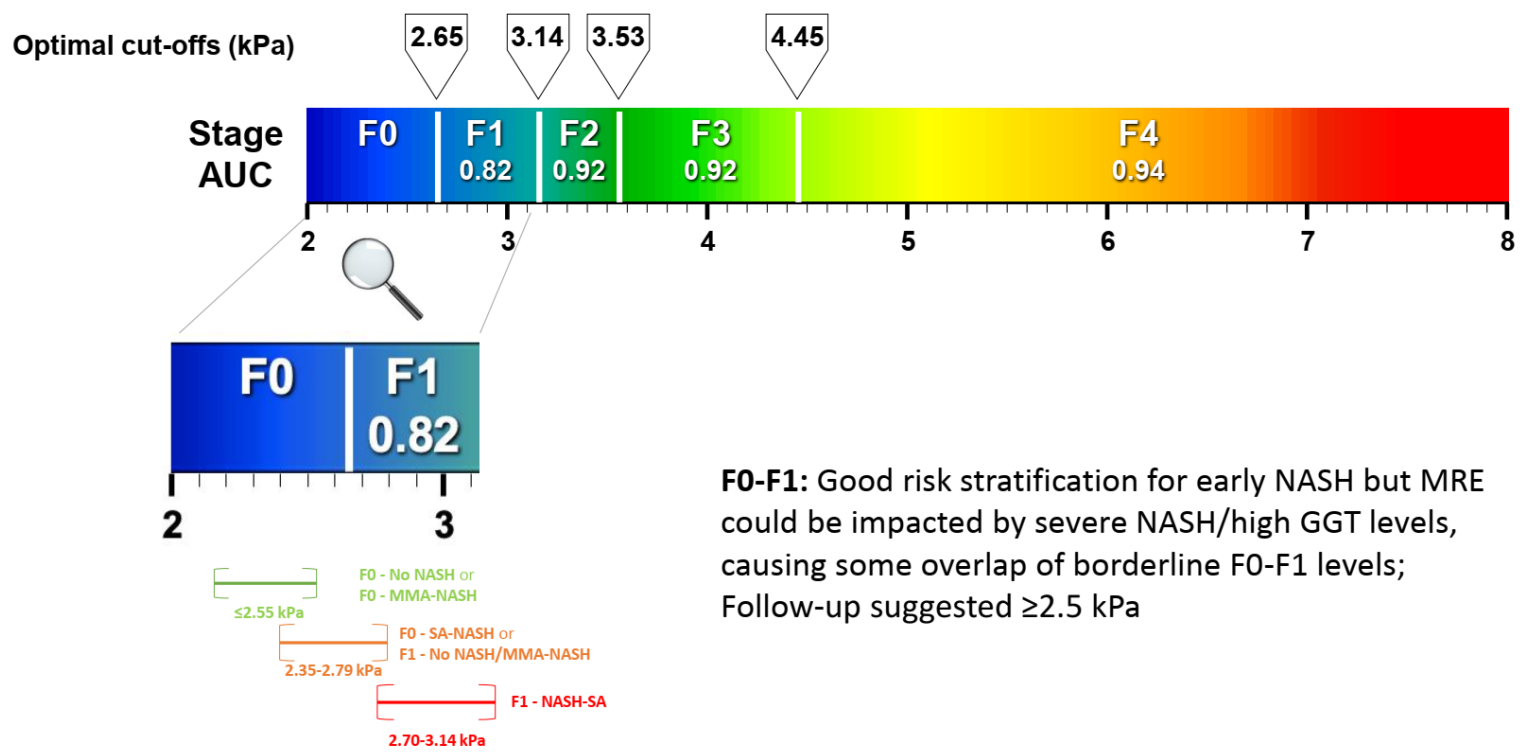 Optimal cut-offs (kPa)
2.65
3.14
3.53
4.45
Stage
AUC
F0
F1
0.82
F2
0.92
F3
0.92
F4
0.94
2
3
4
5
6
7
8
F0
F1
0.82
2
3
F0 - No NASH or
F0 - MMA-NASH
≤2.55 kPa
F0 - SA-NASH or
F1 - No NASH/MMA-NASH
2.35-2.79 kPa
F1 - NASH-SA
2.70-3.14 kPa
F0-F1: Good risk stratification for early NASH but MRE
could be impacted by severe NASH/high GGT levels,
causing some overlap of borderline F0-F1 levels;
Follow-up suggested ≥2.5 kPa